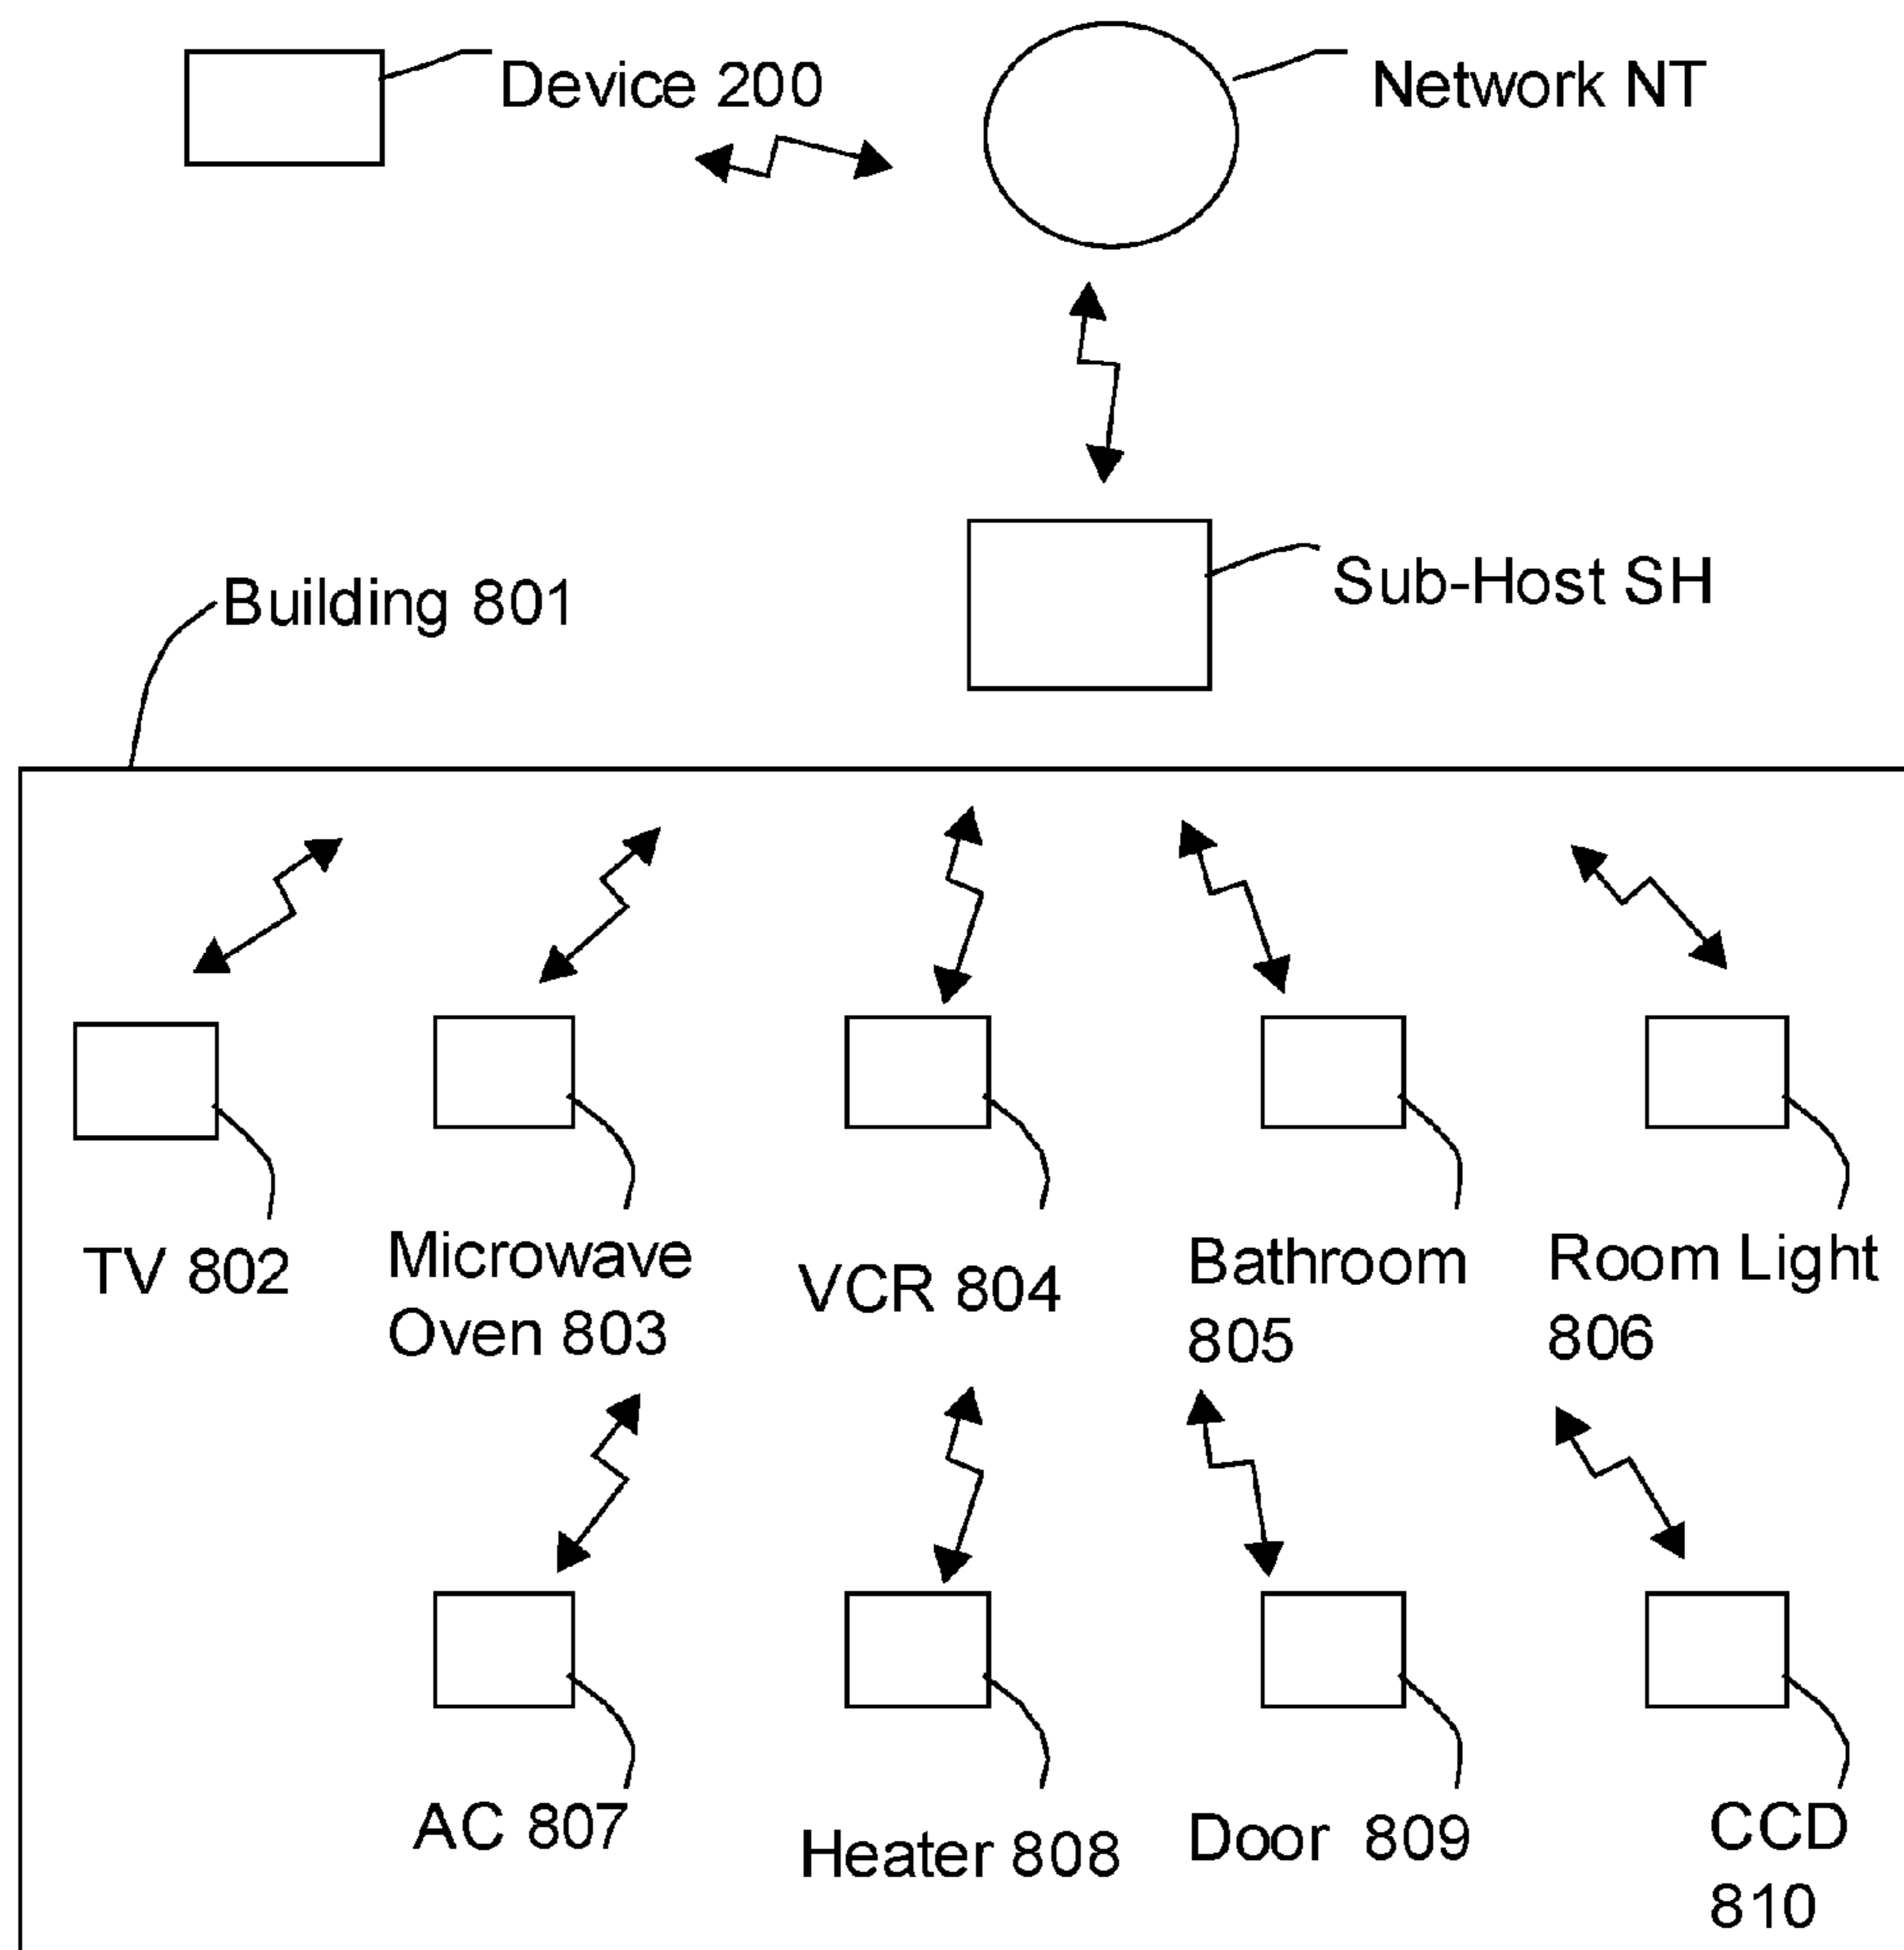 Device 200
Network NT
Sub-Host SH
Building 801
TV 802
Microwave
Oven 803
VCR 804
Bathroom
805
Room Light
806
AC 807
Heater 808
Door 809
CCD
810